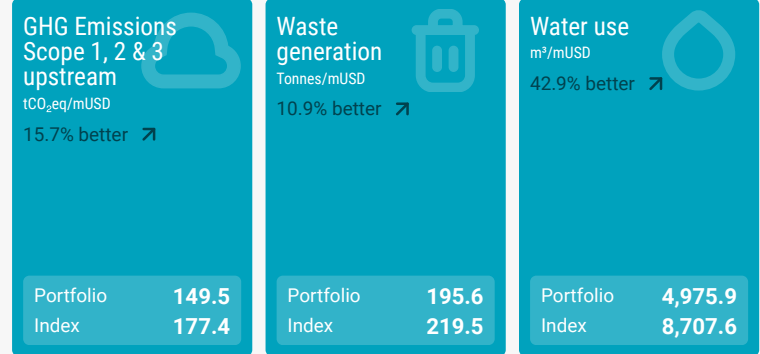 GHG Emissions
Scope 1, 2 & 3
upstream
tCO₂eq/mUSD
15.7% better
Portfolio 149.5
Index 177.4
Waste
generation
Tonnes/mUSD
10.9% better
Portfolio 195.6
Index 219.5
Water use
m³/mUSD
42.9% better
Portfolio 4,975.9
Index 8,707.6